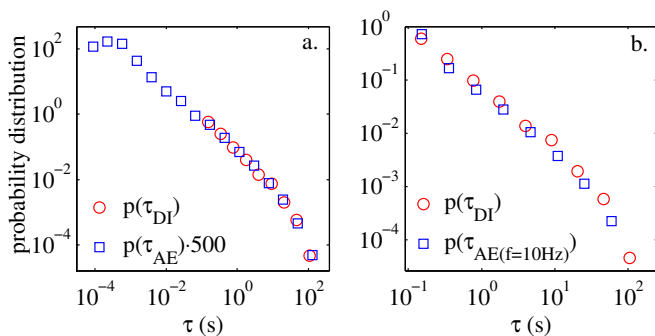 probability distribution
10^2
10^0
10^-2
10^-4
a.
p(τ_DI)
p(τ_AE)·500
10^-4
10^-2
10^0
10^2
τ (s)
10^0
10^-1
10^-2
10^-3
10^-4
b.
p(τ_DI)
p(τ_AE(f=10Hz))
10^-1
10^0
10^1
10^2
τ (s)